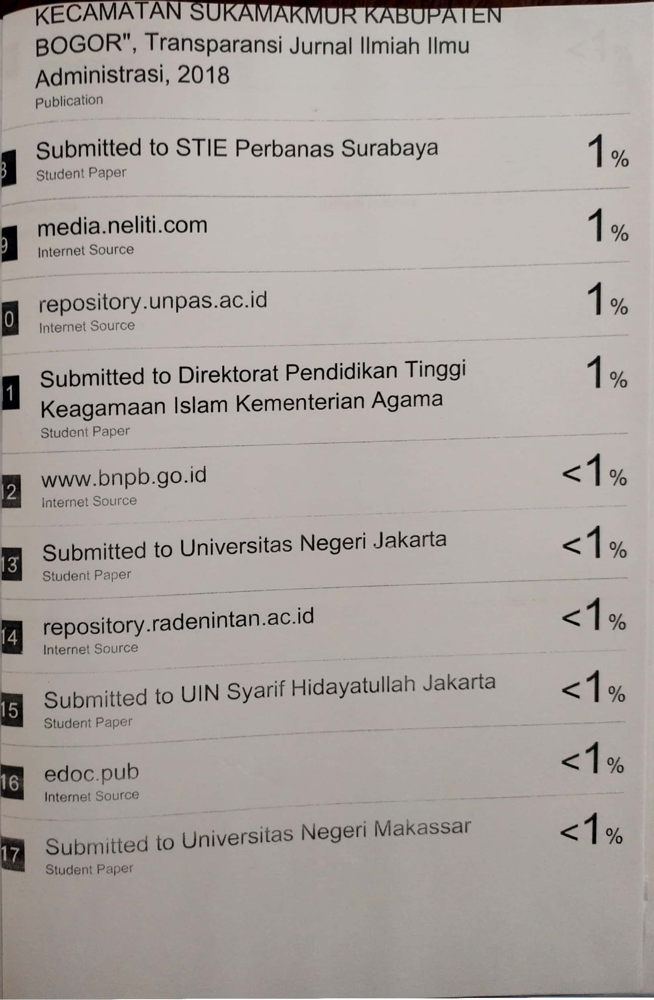 KECAMATAN SUKAMAKMUR KABUPATEN
BOGOR", Transparansi Jurnal Ilmiah Ilmu
Administrasi, 2018
Publication
8 Submitted to STIE Perbanas Surabaya 1%
Student Paper
9 media.neliti.com 1%
Internet Source
0 repository.unpas.ac.id 1%
Internet Source
1 Submitted to Direktorat Pendidikan Tinggi 1%
Keagamaan Islam Kementerian Agama
Student Paper
12 www.bnpb.go.id <1%
Internet Source
13 Submitted to Universitas Negeri Jakarta <1%
Student Paper
14 repository.radenintan.ac.id <1%
Internet Source
15 Submitted to UIN Syarif Hidayatullah Jakarta <1%
Student Paper
16 edoc.pub <1%
Internet Source
17 Submitted to Universitas Negeri Makassar <1%
Student Paper